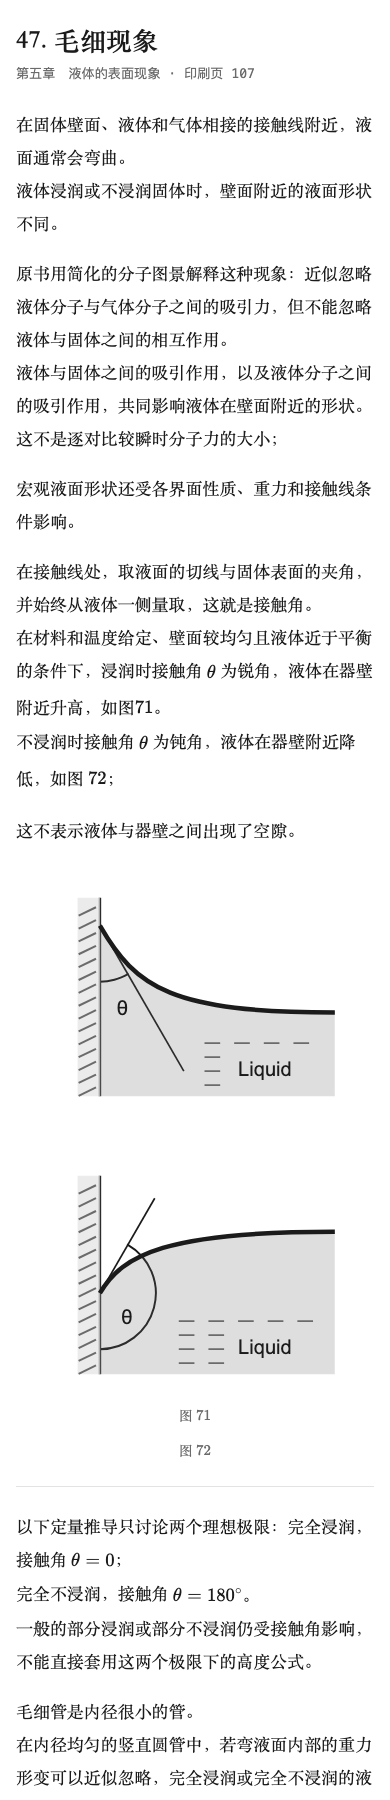 47. 毛细现象
第五章　液体的表面现象 · 印刷页 107
在固体壁面、液体和气体相接的接触线附近，液
面通常会弯曲。
液体浸润或不浸润固体时，壁面附近的液面形状
不同。
原书用简化的分子图景解释这种现象：近似忽略
液体分子与气体分子之间的吸引力，但不能忽略
液体与固体之间的相互作用。
液体与固体之间的吸引作用，以及液体分子之间
的吸引作用，共同影响液体在壁面附近的形状。
这不是逐对比较瞬时分子力的大小；
宏观液面形状还受各界面性质、重力和接触线条
件影响。
在接触线处，取液面的切线与固体表面的夹角，
并始终从液体一侧量取，这就是接触角。
在材料和温度给定、壁面较均匀且液体近于平衡
的条件下，浸润时接触角 θ 为锐角，液体在器壁
附近升高，如图71。
不浸润时接触角 θ 为钝角，液体在器壁附近降
低，如图 72；
这不表示液体与器壁之间出现了空隙。
θ
Liquid
θ
Liquid
图 71
图 72
以下定量推导只讨论两个理想极限：完全浸润，
接触角 θ = 0；
完全不浸润，接触角 θ = 180°。
一般的部分浸润或部分不浸润仍受接触角影响，
不能直接套用这两个极限下的高度公式。
毛细管是内径很小的管。
在内径均匀的竖直圆管中，若弯液面内部的重力
形变可以近似忽略，完全浸润或完全不浸润的液